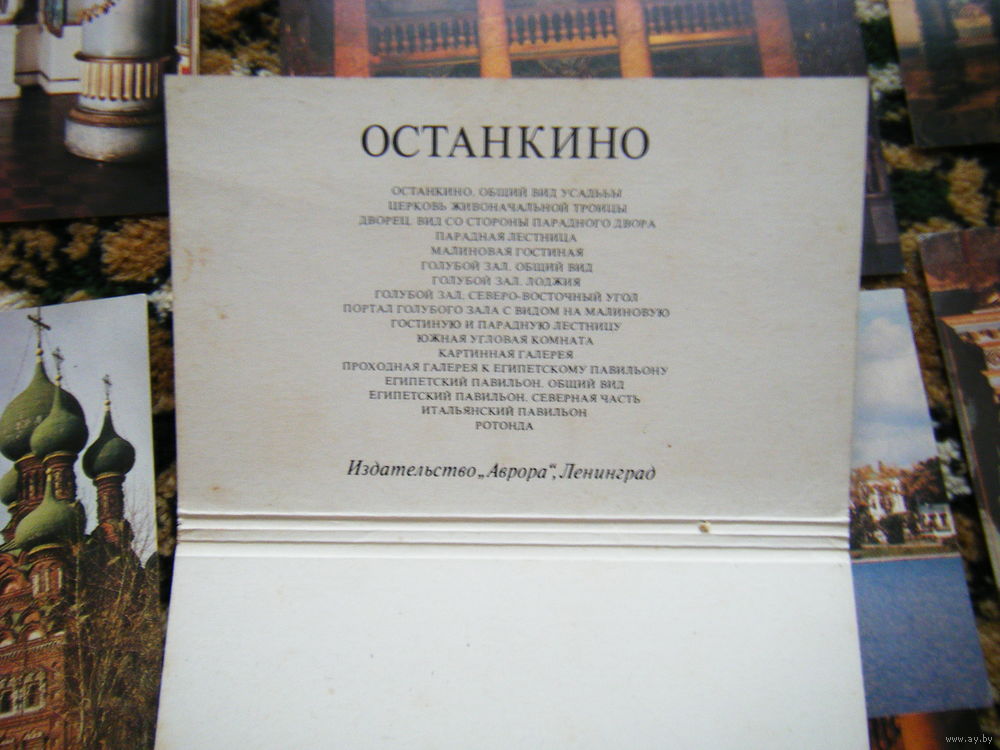 ОСТАНКИНО
ОСТАНКИНО. ОБЩИЙ ВИД УСАДЬБЫ
ЦЕРКОВЬ ЖИВОНАЧАЛЬНОЙ ТРОИЦЫ
ДВОРЕЦ. ВИД СО СТОРОНЫ ПАРАДНОГО ДВОРА
ПАРАДНАЯ ЛЕСТНИЦА
МАЛИНОВАЯ ГОСТИНАЯ
ГОЛУБОЙ ЗАЛ. ОБЩИЙ ВИД
ГОЛУБОЙ ЗАЛ. ЛОДЖИЯ
ГОЛУБОЙ ЗАЛ. СЕВЕРО-ВОСТОЧНЫЙ УГОЛ
ПОРТАЛ ГОЛУБОГО ЗАЛА С ВИДОМ НА МАЛИНОВУЮ
ГОСТИНУЮ И ПАРАДНУЮ ЛЕСТНИЦУ
ЮЖНАЯ УГЛОВАЯ КОМНАТА
КАРТИННАЯ ГАЛЕРЕЯ
ПРОХОДНАЯ ГАЛЕРЕЯ К ЕГИПЕТСКОМУ ПАВИЛЬОНУ
ЕГИПЕТСКИЙ ПАВИЛЬОН. ОБЩИЙ ВИД
ЕГИПЕТСКИЙ ПАВИЛЬОН. СЕВЕРНАЯ ЧАСТЬ
ИТАЛЬЯНСКИЙ ПАВИЛЬОН
РОТОНДА
Издательство „Аврора“, Ленинград
www.ay.by